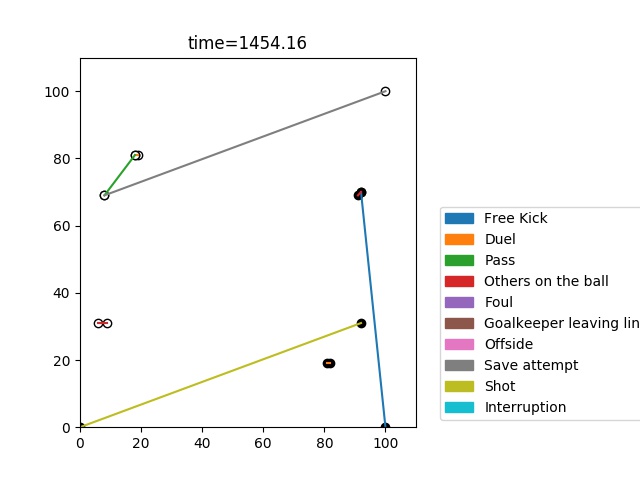 time=1454.16
100
80
60
40
20
0
0 20 40 60 80 100
Free Kick
Duel
Pass
Others on the ball
Foul
Goalkeeper leaving lin
Offside
Save attempt
Shot
Interruption